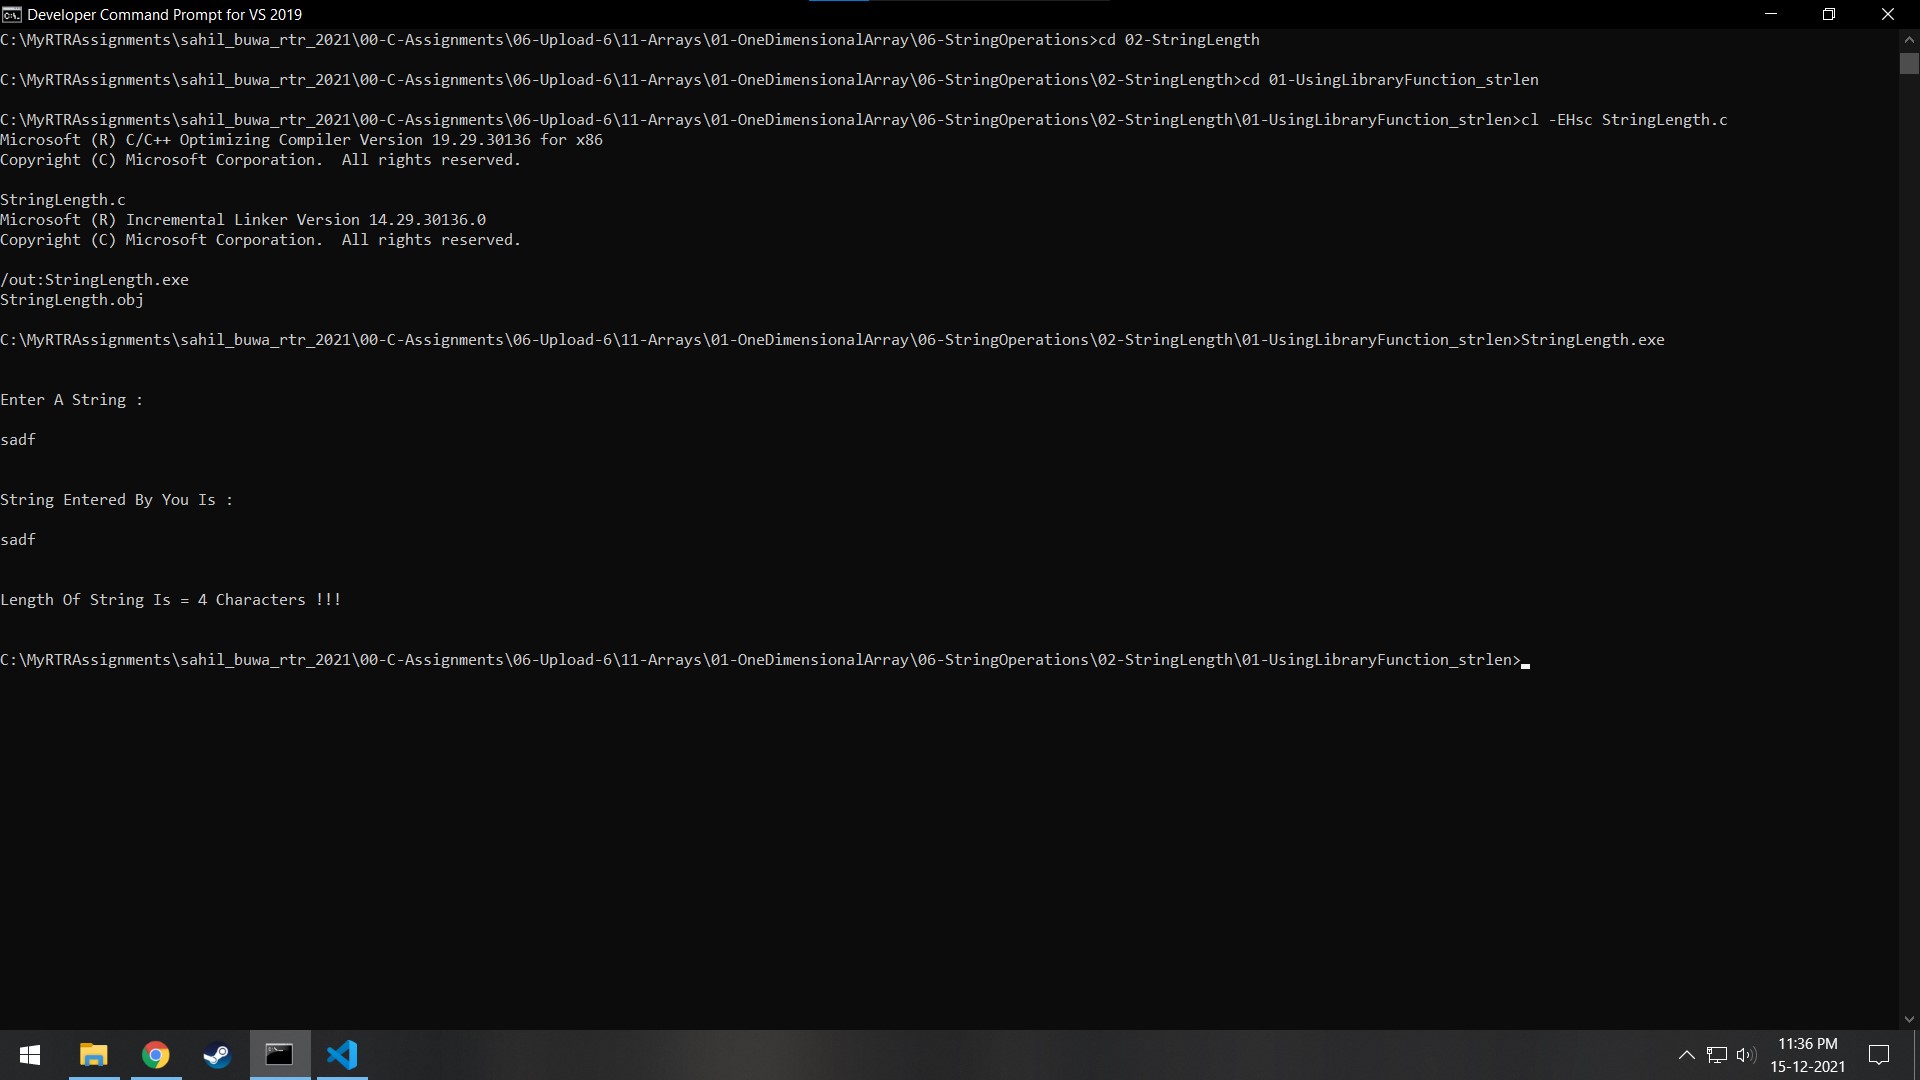 Developer Command Prompt for VS 2019
C:\MyRTRAssignments\sahil_buwa_rtr_2021\00-C-Assignments\06-Upload-6\11-Arrays\01-OneDimensionalArray\06-StringOperations>cd 02-StringLength
C:\MyRTRAssignments\sahil_buwa_rtr_2021\00-C-Assignments\06-Upload-6\11-Arrays\01-OneDimensionalArray\06-StringOperations\02-StringLength>cd 01-UsingLibraryFunction_strlen
C:\MyRTRAssignments\sahil_buwa_rtr_2021\00-C-Assignments\06-Upload-6\11-Arrays\01-OneDimensionalArray\06-StringOperations\02-StringLength\01-UsingLibraryFunction_strlen>cl -EHsc StringLength.c
Microsoft (R) C/C++ Optimizing Compiler Version 19.29.30136 for x86
Copyright (C) Microsoft Corporation.  All rights reserved.
StringLength.c
Microsoft (R) Incremental Linker Version 14.29.30136.0
Copyright (C) Microsoft Corporation.  All rights reserved.
/out:StringLength.exe
StringLength.obj
C:\MyRTRAssignments\sahil_buwa_rtr_2021\00-C-Assignments\06-Upload-6\11-Arrays\01-OneDimensionalArray\06-StringOperations\02-StringLength\01-UsingLibraryFunction_strlen>StringLength.exe
Enter A String :
sadf
String Entered By You Is :
sadf
Length Of String Is = 4 Characters !!!
C:\MyRTRAssignments\sahil_buwa_rtr_2021\00-C-Assignments\06-Upload-6\11-Arrays\01-OneDimensionalArray\06-StringOperations\02-StringLength\01-UsingLibraryFunction_strlen>
11:36 PM
15-12-2021